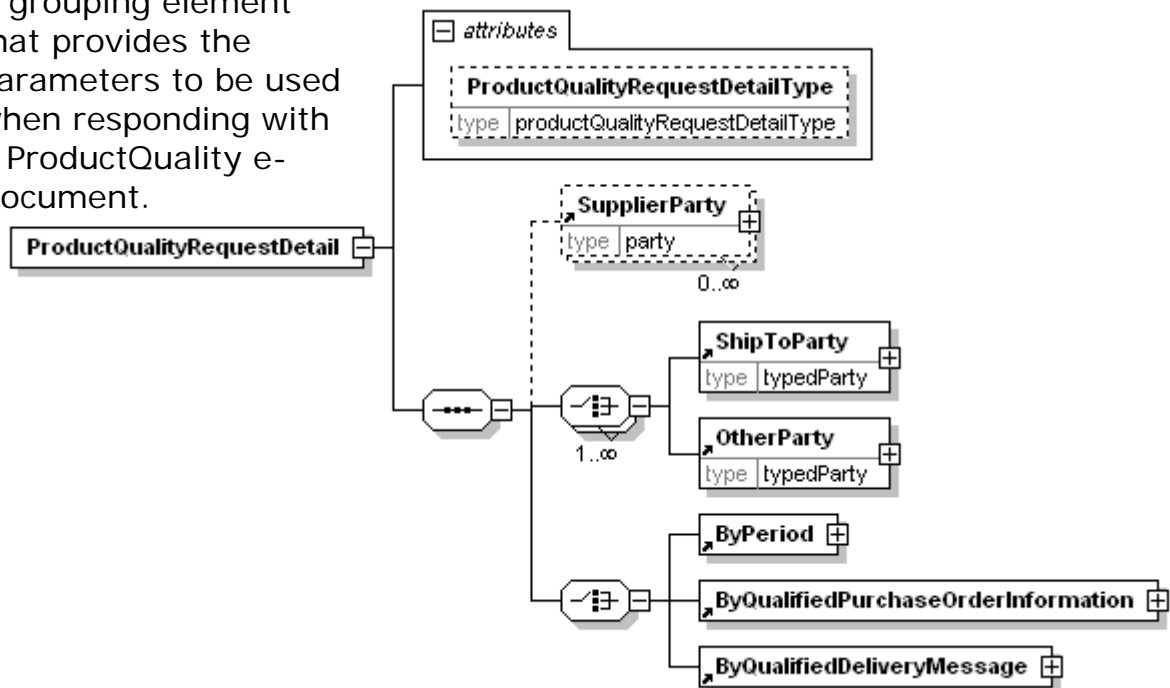 grouping element
hat provides the
arameters to be used
when responding with
ProductQuality e-
ocument.
attributes
ProductQualityRequestDetailType
type productQualityRequestDetailType
SupplierParty
type party
0..∞
ProductQualityRequestDetail
ShipToParty
type typedParty
1..∞
OtherParty
type typedParty
ByPeriod
ByQualifiedPurchaseOrderInformation
ByQualifiedDeliveryMessage